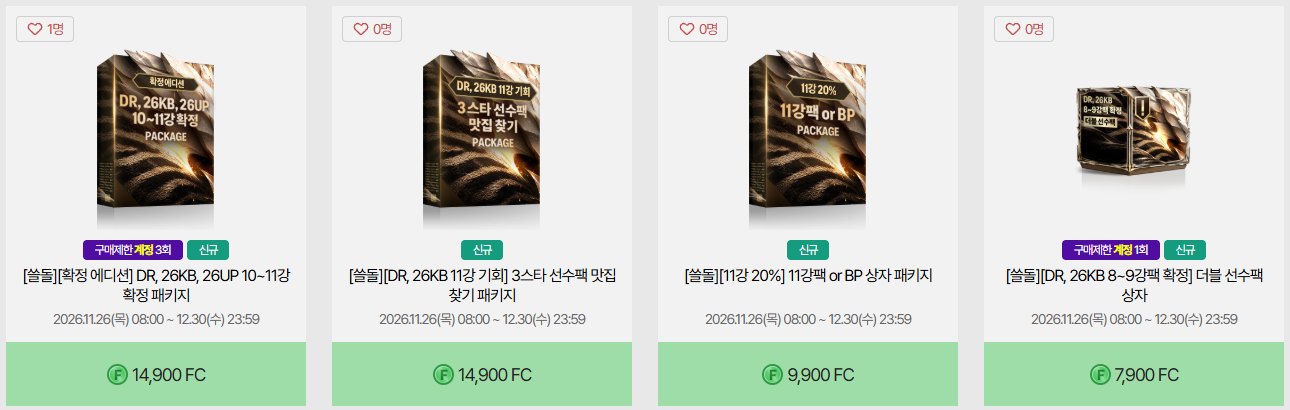 1명
확정 에디션
DR, 26KB, 26UP
10~11강 확정
PACKAGE
구매제한 계정 3회
신규
[쓸돌][확정 에디션] DR, 26KB, 26UP 10~11강
확정 패키지
2026.11.26(목) 08:00 ~ 12.30(수) 23:59
F 14,900 FC
0명
DR, 26KB 11강 기회
3스타 선수팩
맛집 찾기
PACKAGE
신규
[쓸돌][DR, 26KB 11강 기회] 3스타 선수팩 맛집
찾기 패키지
2026.11.26(목) 08:00 ~ 12.30(수) 23:59
F 14,900 FC
0명
11강 20%
11강팩 or BP
PACKAGE
신규
[쓸돌][11강 20%] 11강팩 or BP 상자 패키지
2026.11.26(목) 08:00 ~ 12.30(수) 23:59
F 9,900 FC
0명
DR, 26KB
8~9강팩 확정
더블 선수팩
!
구매제한 계정 1회
신규
[쓸돌][DR, 26KB 8~9강팩 확정] 더블 선수팩
상자
2026.11.26(목) 08:00 ~ 12.30(수) 23:59
F 7,900 FC